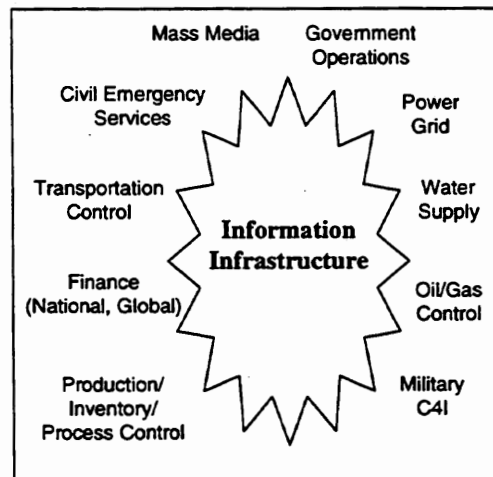 Mass Media
Government
Operations
Civil Emergency
Services
Power
Grid
Transportation
Control
Water
Supply
Information
Infrastructure
Finance
(National, Global)
Oil/Gas
Control
Production/
Inventory/
Process Control
Military
C4I